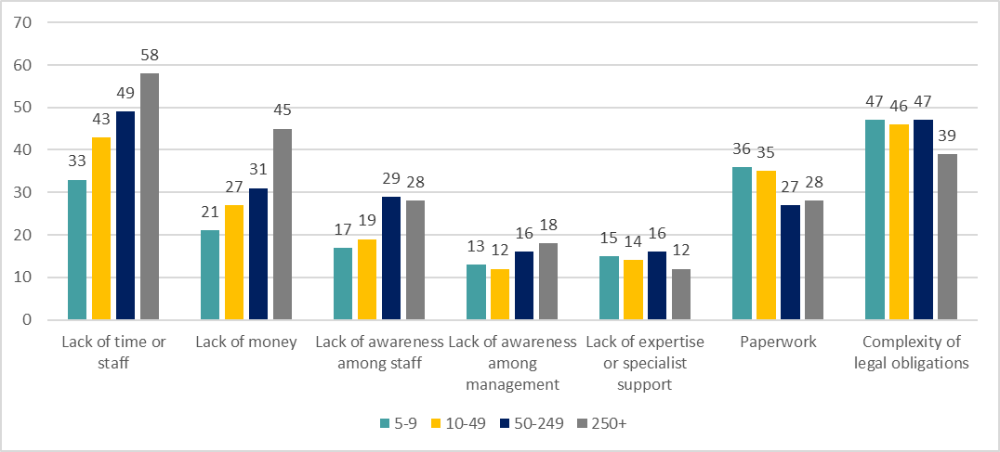 70
60
50
40
30
20
10
0
33
43
49
58
21
27
31
45
17
19
29
28
13
12
16
18
15
14
16
12
36
35
27
28
47
46
47
39
Lack of time or
staff
Lack of money
Lack of awareness
among staff
Lack of awareness
among
management
Lack of expertise
or specialist
support
Paperwork
Complexity of
legal obligations
5-9
10-49
50-249
250+